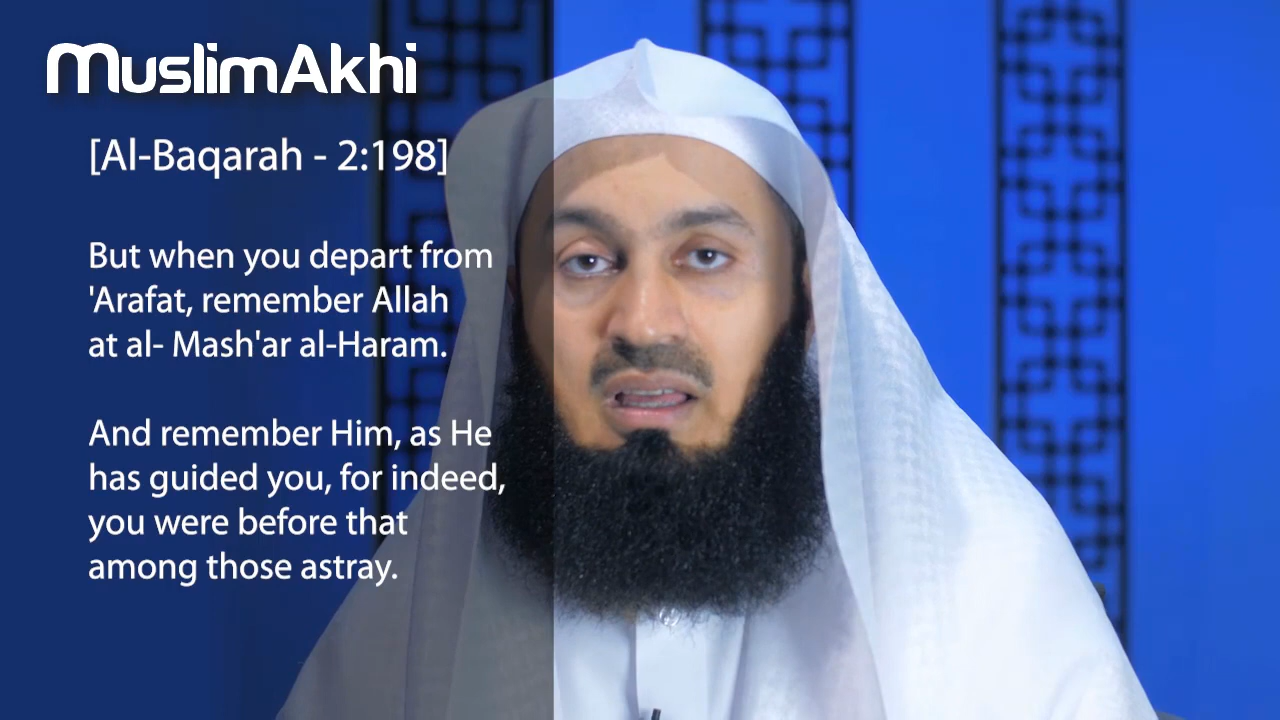 MuslimAkhi
[Al-Baqarah - 2:198]
But when you depart from
'Arafat, remember Allah
at al- Mash'ar al-Haram.
And remember Him, as He
has guided you, for indeed,
you were before that
among those astray.